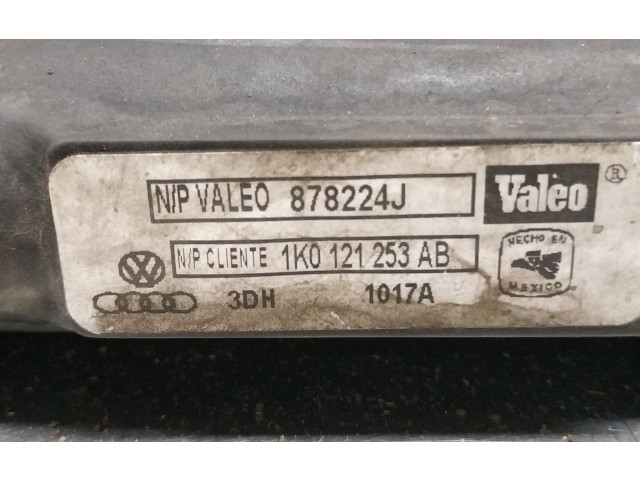 N/P VALEO 878224J
Valeo ®
N/P CLIENTE 1K0 121 253 AB
HECHO EN
MEXICO
3DH 1017A